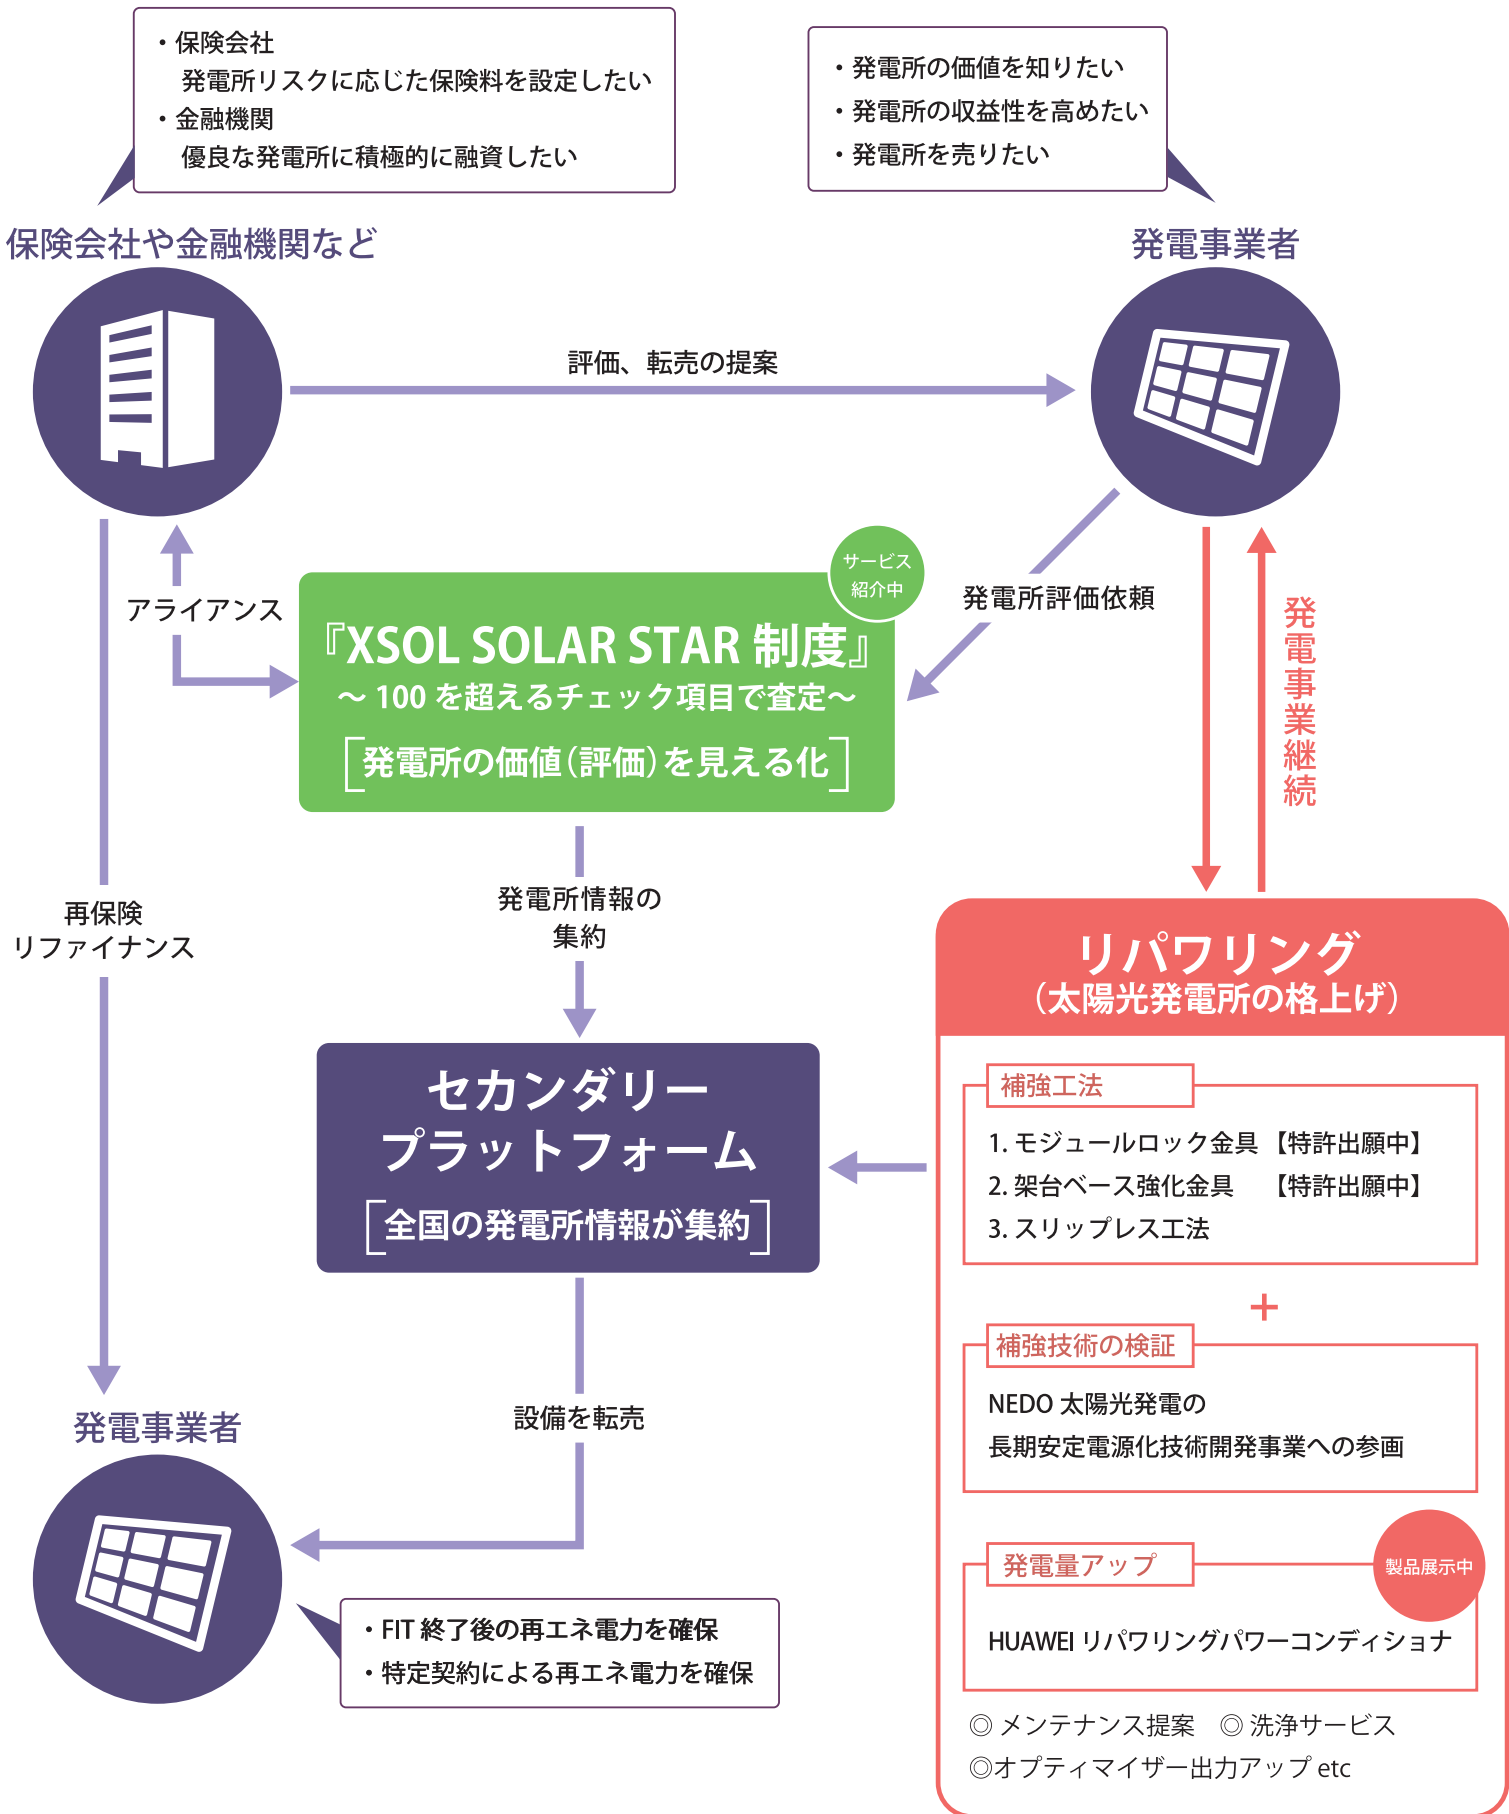 ・保険会社
発電所リスクに応じた保険料を設定したい
・金融機関
優良な発電所に積極的に融資したい
・発電所の価値を知りたい
・発電所の収益性を高めたい
・発電所を売りたい
保険会社や金融機関など
発電事業者
評価、転売の提案
アライアンス
サービス
紹介中
『XSOL SOLAR STAR 制度』
～ 100 を超えるチェック項目で査定～
［発電所の価値（評価）を見える化］
発電所評価依頼
発電事業継続
再保険
リファイナンス
発電所情報の
集約
セカンダリー
プラットフォーム
［全国の発電所情報が集約］
設備を転売
発電事業者
・FIT 終了後の再エネ電力を確保
・特定契約による再エネ電力を確保
リパワリング
（太陽光発電所の格上げ）
補強工法
1. モジュールロック金具 【特許出願中】
2. 架台ベース強化金具 【特許出願中】
3. スリップレス工法
＋
補強技術の検証
NEDO 太陽光発電の
長期安定電源化技術開発事業への参画
発電量アップ
製品展示中
HUAWEI リパワリングパワーコンディショナ
◎ メンテナンス提案 ◎ 洗浄サービス
◎オプティマイザー出力アップ etc